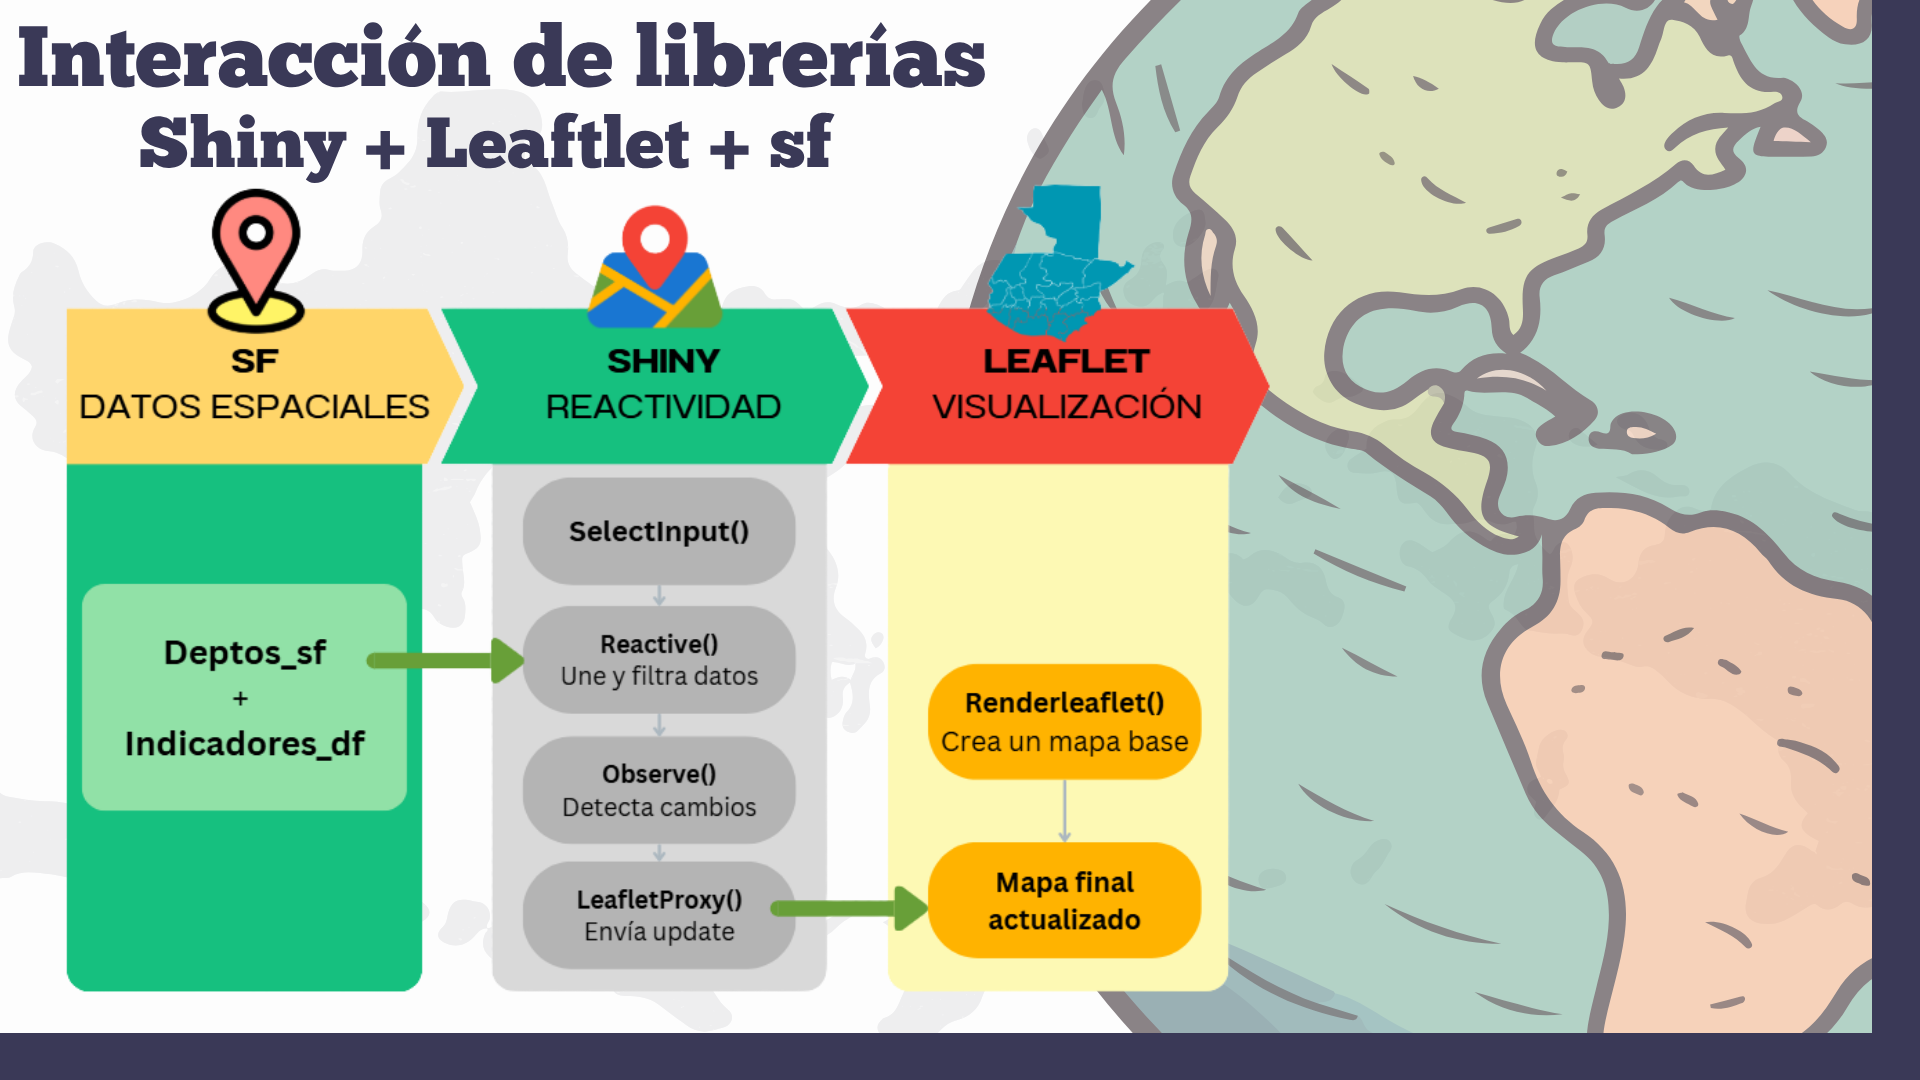 Interacción de librerías
Shiny + Leaftlet + sf
SF
DATOS ESPACIALES
SHINY
REACTIVIDAD
LEAFLET
VISUALIZACIÓN
Deptos_sf
+
Indicadores_df
SelectInput()
Reactive()
Une y filtra datos
Observe()
Detecta cambios
LeafletProxy()
Envía update
Renderleaflet()
Crea un mapa base
Mapa final
actualizado